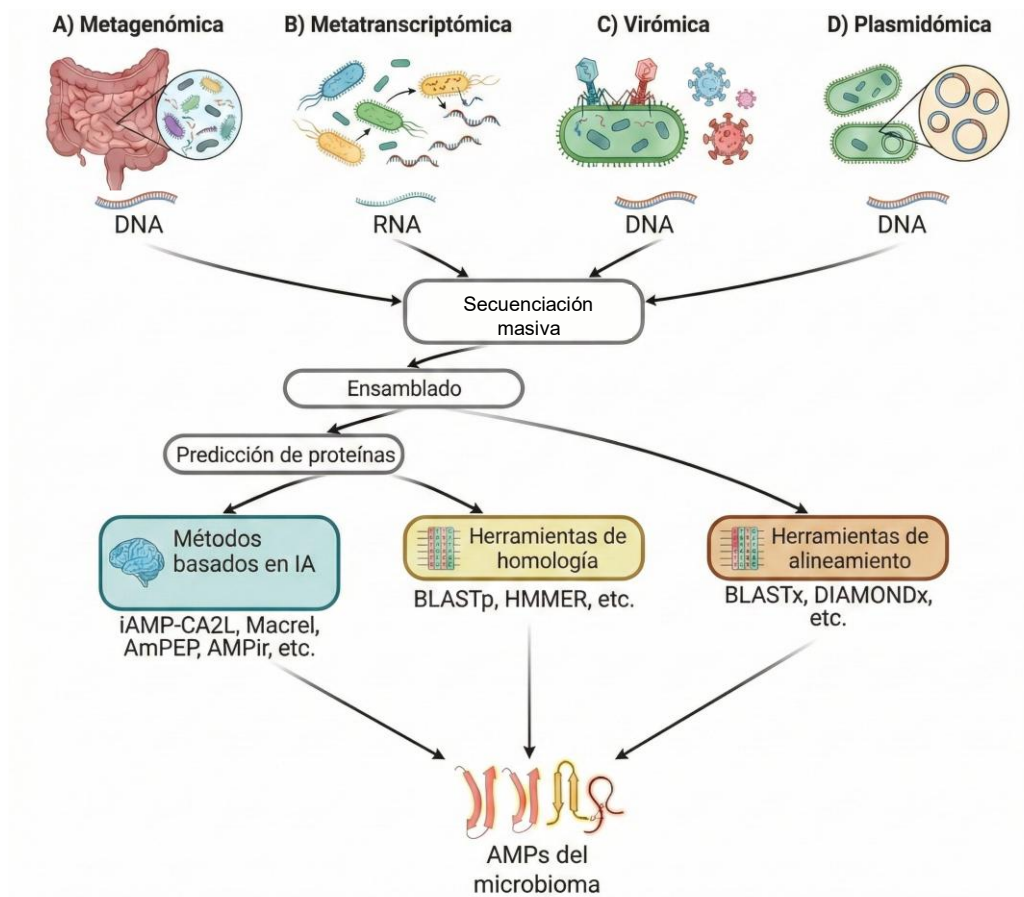 A) Metagenómica
B) Metatranscriptómica
C) Virómica
D) Plasmidómica
DNA
RNA
DNA
DNA
Secuenciación
masiva
Ensamblado
Predicción de proteínas
Métodos
basados en IA
Herramientas de
homología
Herramientas de
alineamiento
iAMP-CA2L, Macrel,
AmPEP, AMPir, etc.
BLASTp, HMMER, etc.
BLASTx, DIAMONDx,
etc.
AMPs del
microbioma